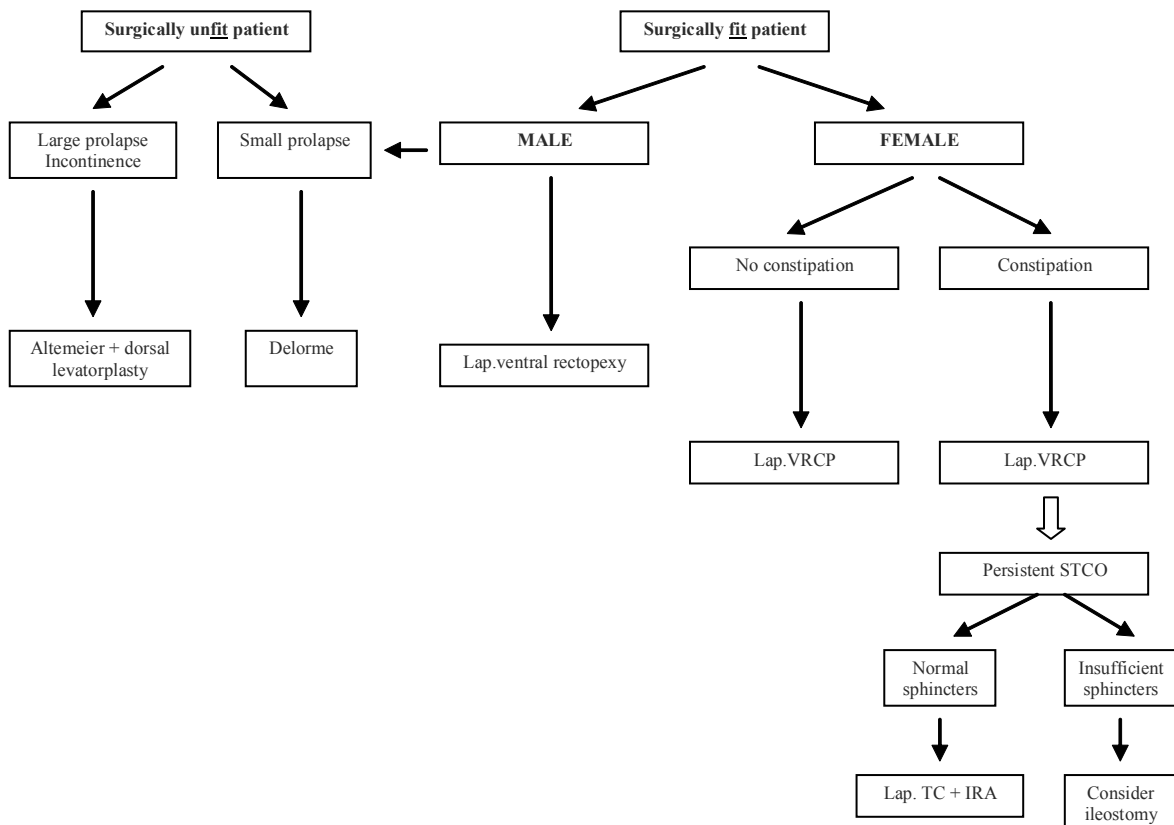 Surgically unfit patient
Surgically fit patient
Large prolapse
Incontinence
Small prolapse
MALE
FEMALE
No constipation
Constipation
Altemeier + dorsal
levatorplasty
Delorme
Lap.ventral rectopexy
Lap.VRCP
Lap.VRCP
Persistent STCO
Normal
sphincters
Insufficient
sphincters
Lap. TC + IRA
Consider
ileostomy